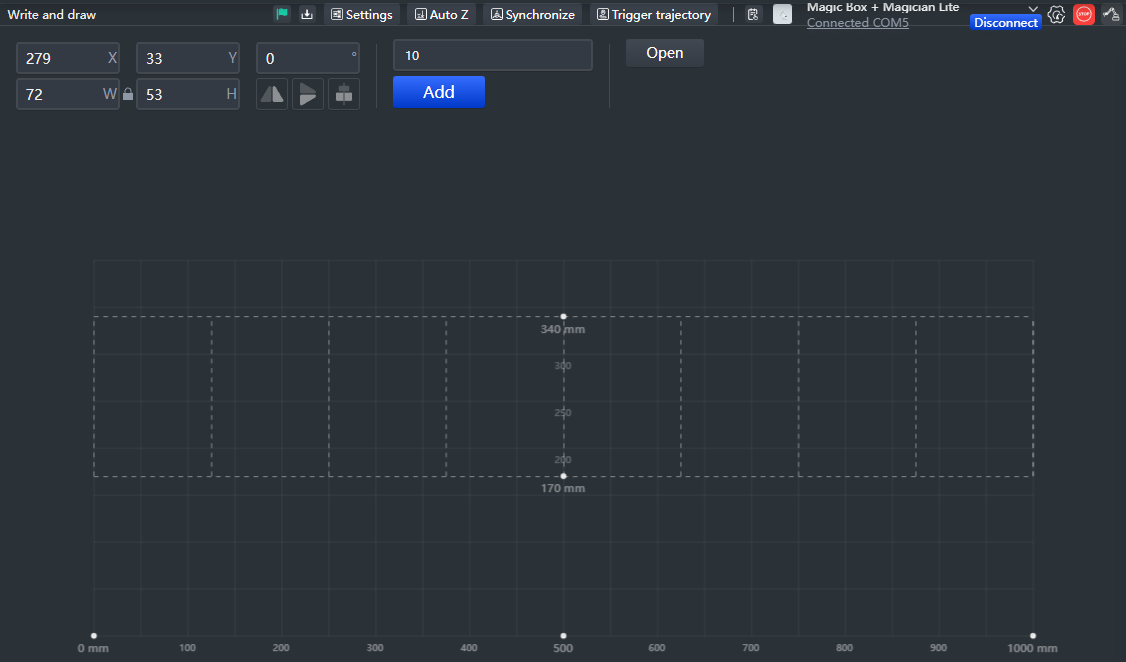 Write and draw
Settings
Auto Z
Synchronize
Trigger trajectory
Magic Box + Magician Lite
Connected COM5
Disconnect
STOP
279 X
33 Y
0 °
10
Open
72 W
53 H
Add
340 mm
300
250
200
170 mm
0 mm
100
200
300
400
500
600
700
800
900
1000 mm